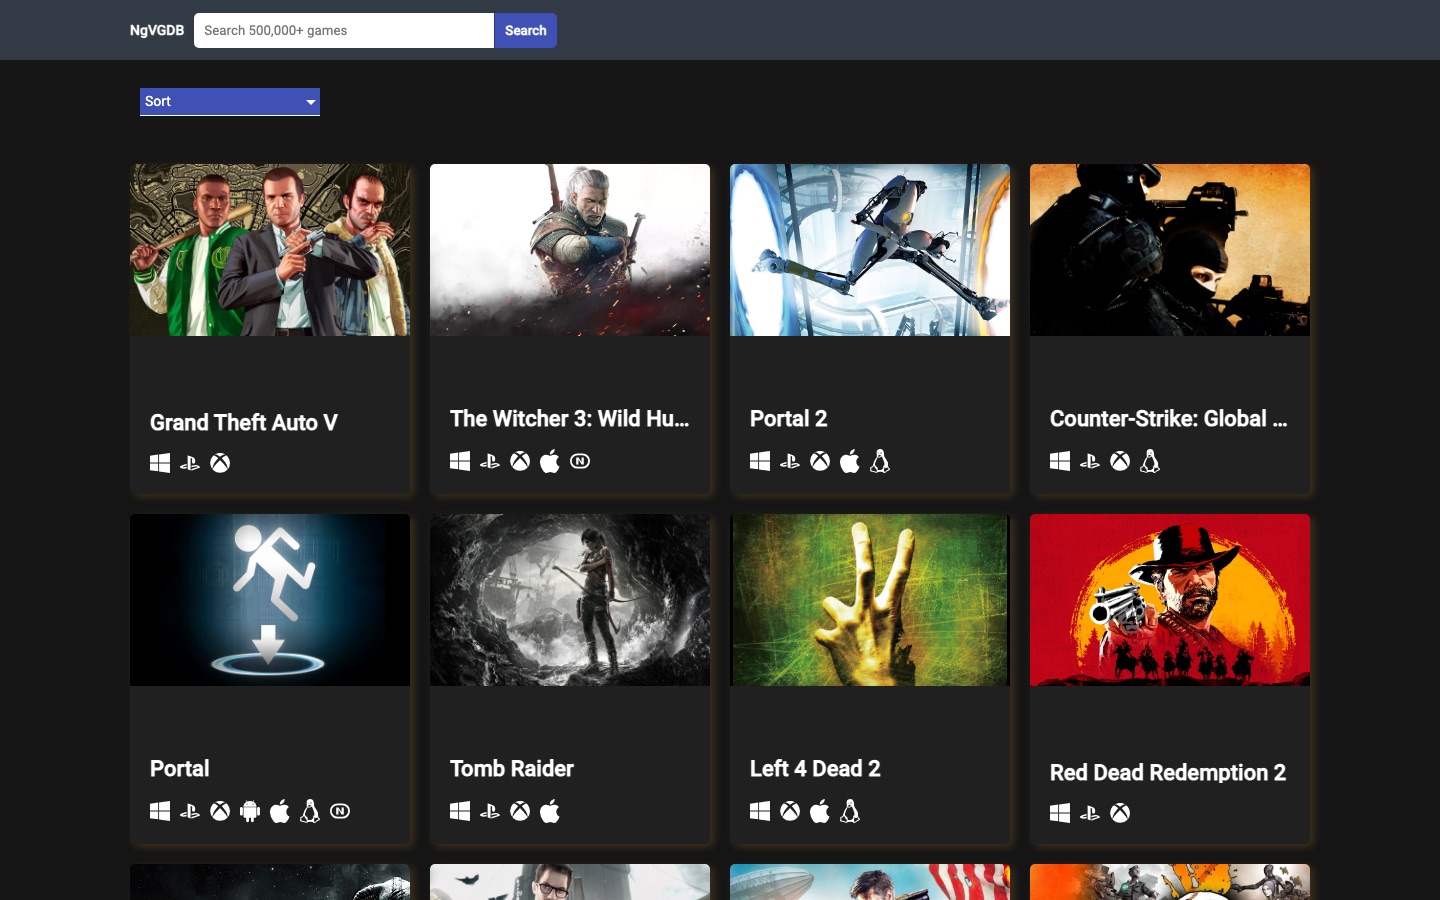 NgVGDB
Search 500,000+ games
Search
Sort
Grand Theft Auto V
The Witcher 3: Wild Hu...
Portal 2
Counter-Strike: Global ...
Portal
Tomb Raider
Left 4 Dead 2
Red Dead Redemption 2